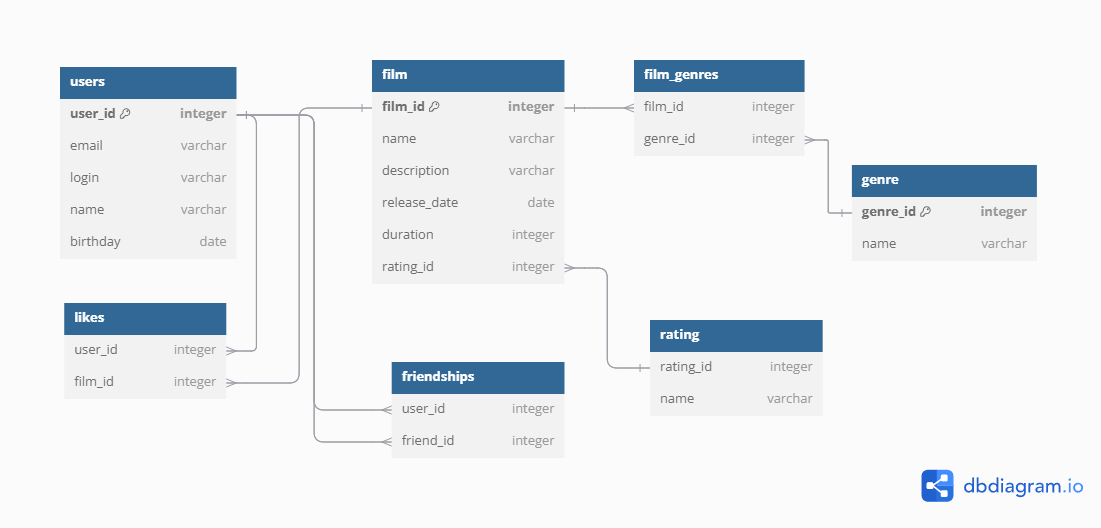 users
user_id integer
email varchar
login varchar
name varchar
birthday date
film
film_id integer
name varchar
description varchar
release_date date
duration integer
rating_id integer
film_genres
film_id integer
genre_id integer
genre
genre_id integer
name varchar
likes
user_id integer
film_id integer
friendships
user_id integer
friend_id integer
rating
rating_id integer
name varchar
dbdiagram.io